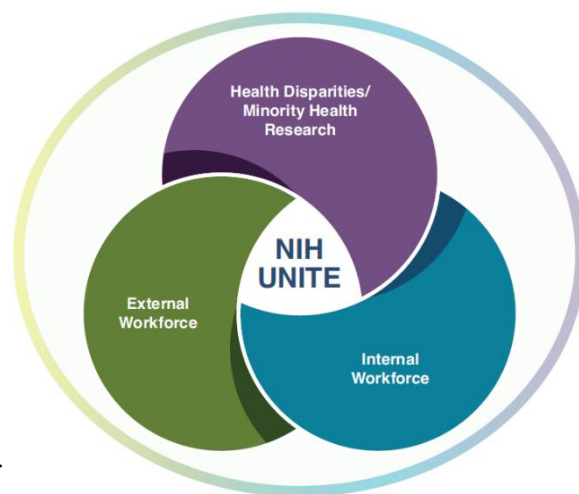 Health Disparities/
Minority Health
Research
NIH
UNITE
External
Workforce
Internal
Workforce
.